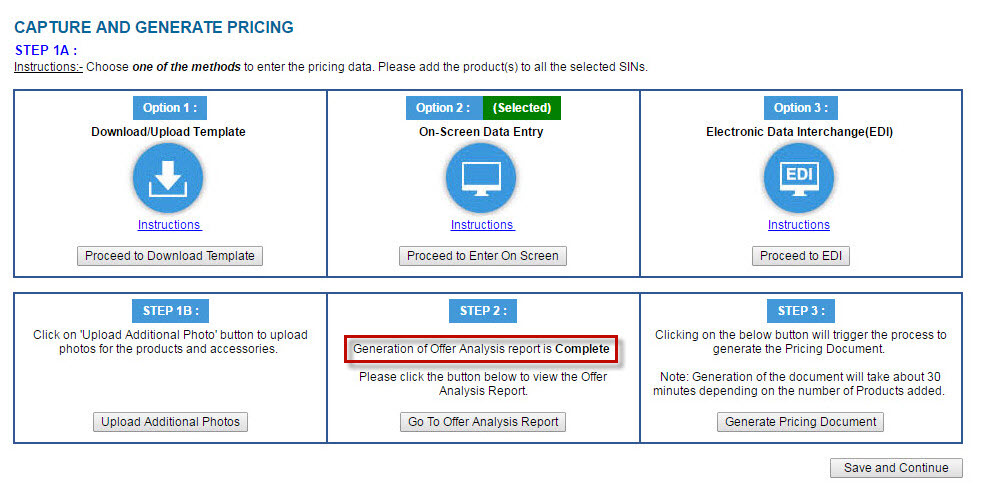 CAPTURE AND GENERATE PRICING
STEP 1A :
Instructions:- Choose one of the methods to enter the pricing data. Please add the product(s) to all the selected SINs.
Option 1 :
Download/Upload Template
Instructions
Proceed to Download Template
Option 2 : (Selected)
On-Screen Data Entry
Instructions
Proceed to Enter On Screen
Option 3 :
Electronic Data Interchange(EDI)
EDI
Instructions
Proceed to EDI
STEP 1B :
Click on 'Upload Additional Photo' button to upload
photos for the products and accessories.
Upload Additional Photos
STEP 2 :
Generation of Offer Analysis report is Complete
Please click the button below to view the Offer
Analysis Report.
Go To Offer Analysis Report
STEP 3 :
Clicking on the below button will trigger the process to
generate the Pricing Document.
Note: Generation of the document will take about 30
minutes depending on the number of Products added.
Generate Pricing Document
Save and Continue